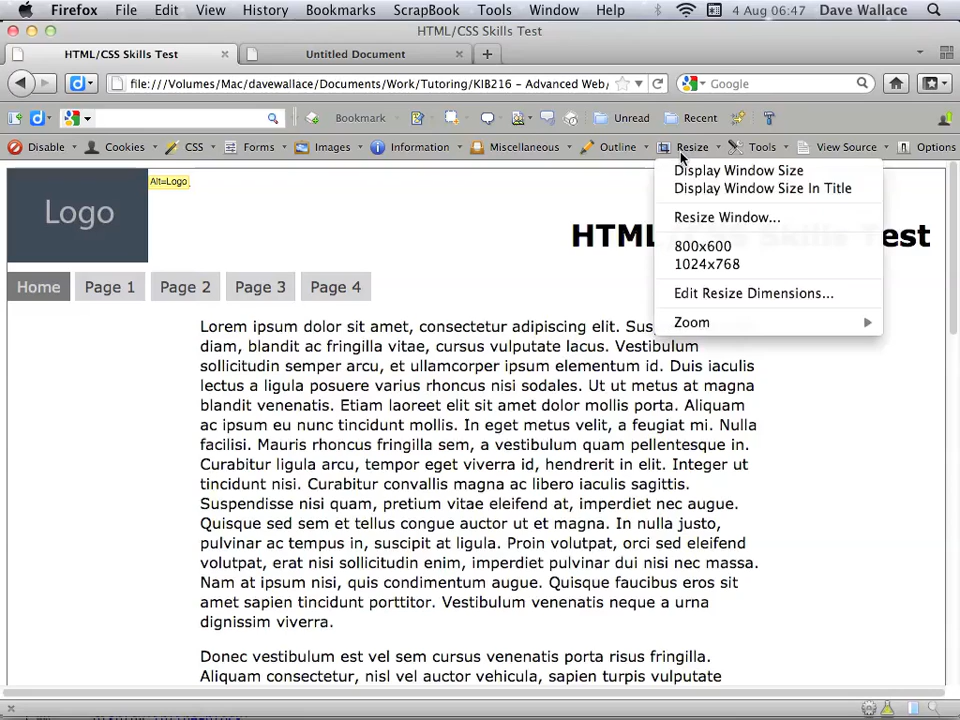 Firefox File Edit View History Bookmarks ScrapBook Tools Window Help 4 Aug 06:47 Dave Wallace
HTML/CSS Skills Test
HTML/CSS Skills Test Untitled Document
file:///Volumes/Mac/davewallace/Documents/Work/Tutoring/KIB216 – Advanced Web/ Google
Bookmark Unread Recent
Disable Cookies CSS Forms Images Information Miscellaneous Outline Resize Tools View Source Options
Display Window Size
Display Window Size In Title
Resize Window...
800x600
1024x768
Edit Resize Dimensions...
Zoom
Alt=Logo
Logo
HTML/CSS Skills Test
Home Page 1 Page 2 Page 3 Page 4
Lorem ipsum dolor sit amet, consectetur adipiscing elit.
diam, blandit ac fringilla vitae, cursus vulputate lacus. Vestibulum
sollicitudin semper arcu, et ullamcorper ipsum elementum id. Duis iaculis
lectus a ligula posuere varius rhoncus nisi sodales. Ut ut metus at magna
blandit venenatis. Etiam laoreet elit sit amet dolor mollis porta. Aliquam
ac ipsum eu nunc tincidunt mollis. In eget metus velit, a feugiat mi. Nulla
facilisi. Mauris rhoncus fringilla sem, a vestibulum quam pellentesque in.
Curabitur ligula arcu, tempor eget viverra id, hendrerit in elit. Integer ut
tincidunt nisi. Curabitur convallis magna ac libero iaculis sagittis.
Suspendisse nisi quam, pretium vitae eleifend at, imperdiet nec augue.
Quisque sed sem et tellus congue auctor ut et magna. In nulla justo,
pulvinar ac tempus in, suscipit at ligula. Proin volutpat, orci sed eleifend
volutpat, erat nisi sollicitudin enim, imperdiet pulvinar dui nisi nec massa.
Nam at ipsum nisi, quis condimentum augue. Quisque faucibus eros sit
amet sapien tincidunt porttitor. Vestibulum venenatis neque a urna
dignissim viverra.
Donec vestibulum est vel sem cursus venenatis porta risus fringilla.
Aliquam consectetur, nisl vel auctor vehicula, sapien turpis vulputate